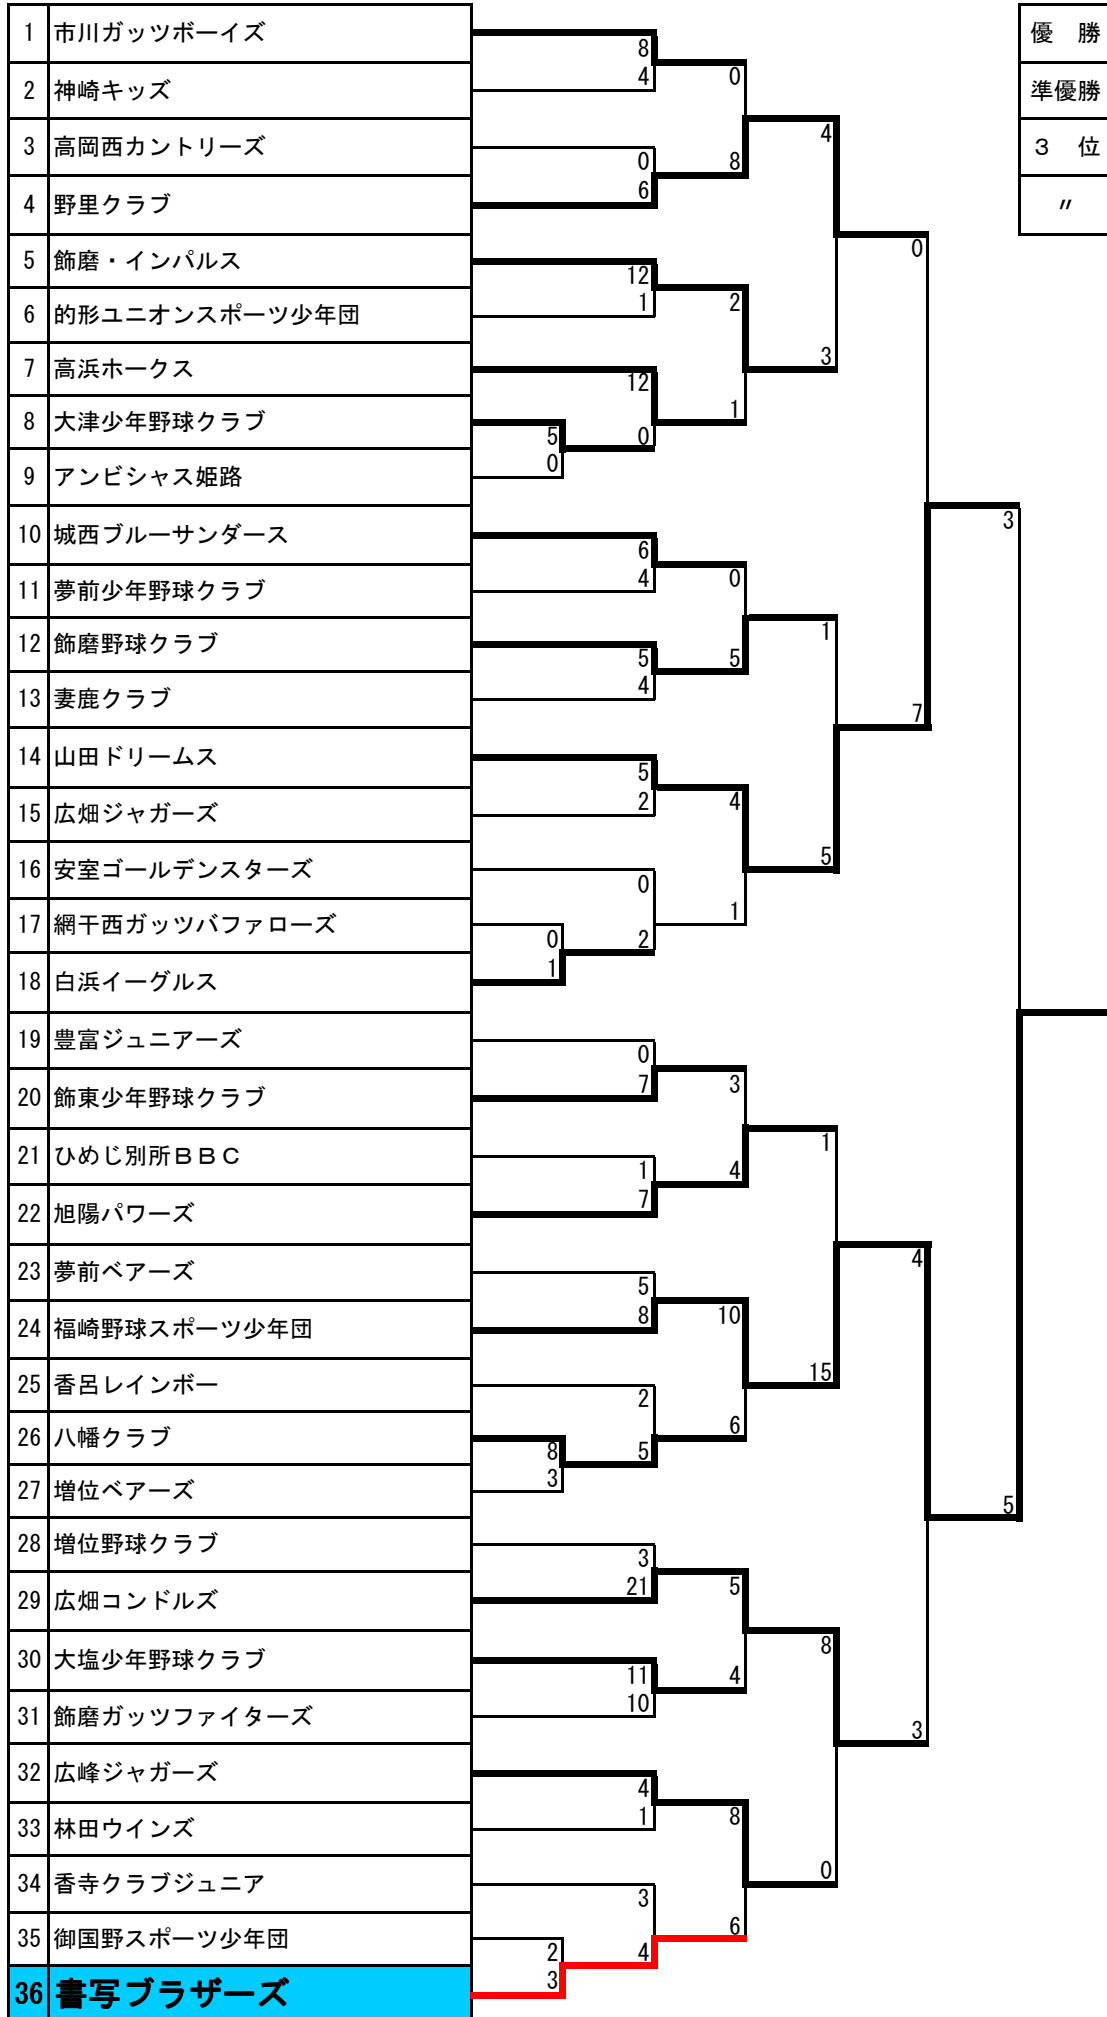 1 市川ガッツボーイズ
2 神崎キッズ
3 高岡西カントリーズ
4 野里クラブ
5 飾磨・インパルス
6 的形ユニオンスポーツ少年団
7 高浜ホークス
8 大津少年野球クラブ
9 アンビシャス姫路
10 城西ブルーサンダース
11 夢前少年野球クラブ
12 飾磨野球クラブ
13 妻鹿クラブ
14 山田ドリームス
15 広畑ジャガーズ
16 安室ゴールデンスターズ
17 網干西ガッツバファローズ
18 白浜イーグルス
19 豊富ジュニアーズ
20 飾東少年野球クラブ
21 ひめじ別所ＢＢＣ
22 旭陽パワーズ
23 夢前ベアーズ
24 福崎野球スポーツ少年団
25 香呂レインボー
26 八幡クラブ
27 増位ベアーズ
28 増位野球クラブ
29 広畑コンドルズ
30 大塩少年野球クラブ
31 飾磨ガッツファイターズ
32 広峰ジャガーズ
33 林田ウインズ
34 香寺クラブジュニア
35 御国野スポーツ少年団
36 書写ブラザーズ
5
0
0
1
8
3
2
3
8
4
0
6
12
1
12
0
6
4
5
4
5
2
0
2
0
7
1
7
5
8
2
5
3
21
11
10
4
1
3
4
0
8
2
1
0
5
4
1
3
4
10
6
5
4
8
6
4
3
1
5
1
15
8
0
0
7
4
3
3
5
優　勝
準優勝
３　位
〃